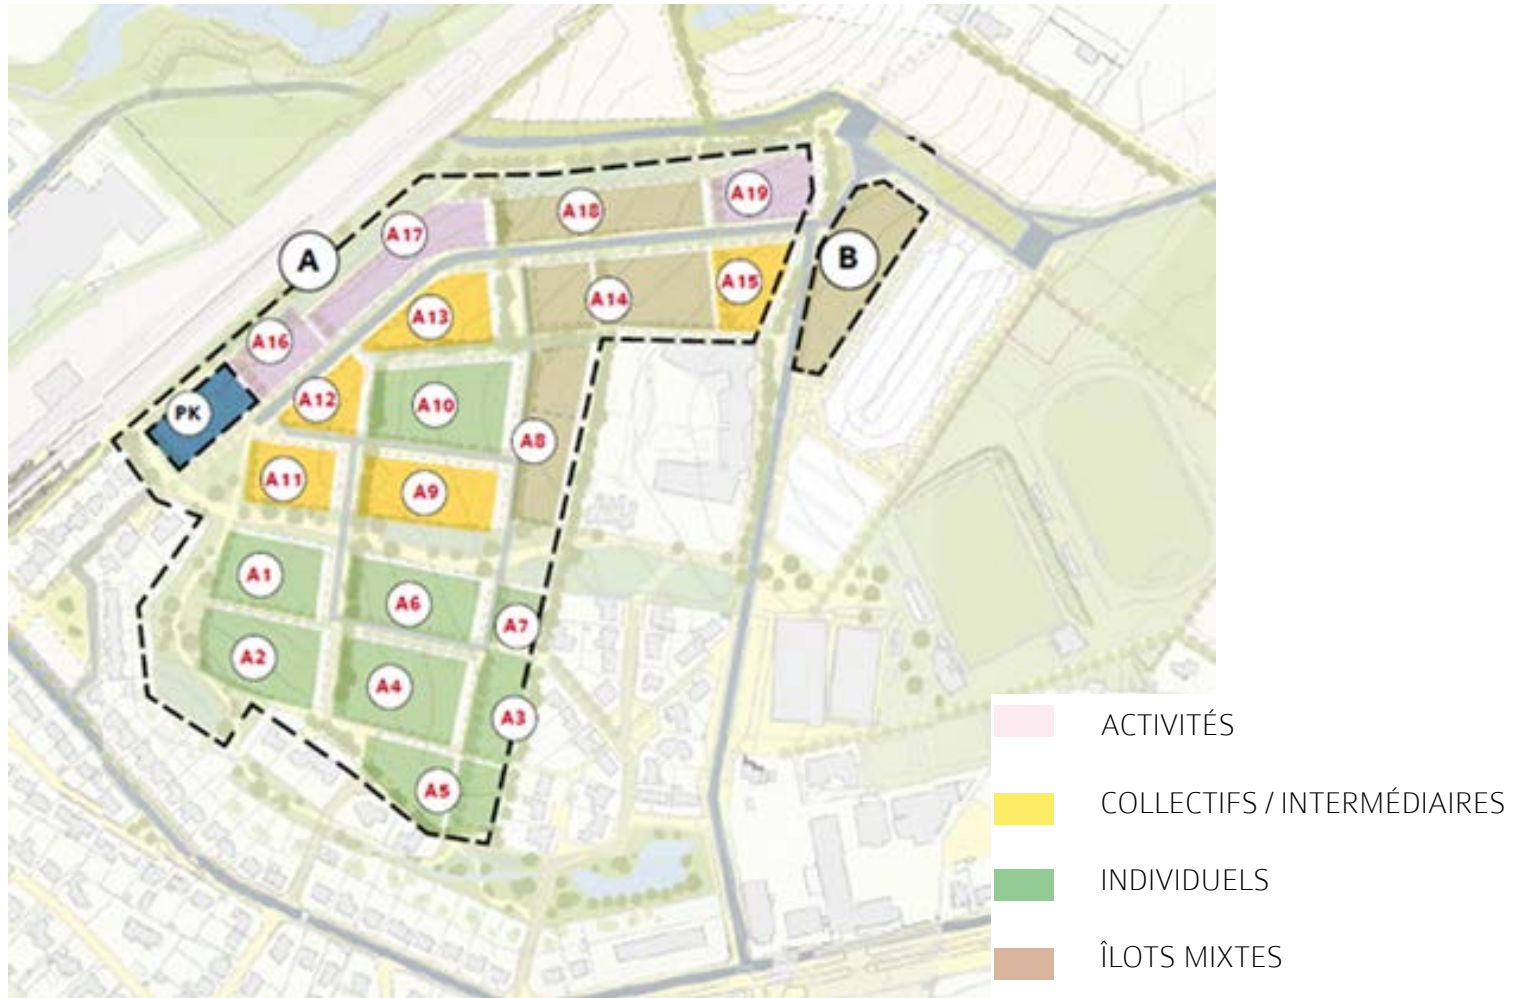 A19
A18
A17
A
B
A15
A14
A13
A16
A12
A10
PK
A8
A11
A9
A1
A6
A7
A2
A4
A3
A5
ACTIVITÉS
COLLECTIFS / INTERMÉDIAIRES
INDIVIDUELS
ÎLOTS MIXTES